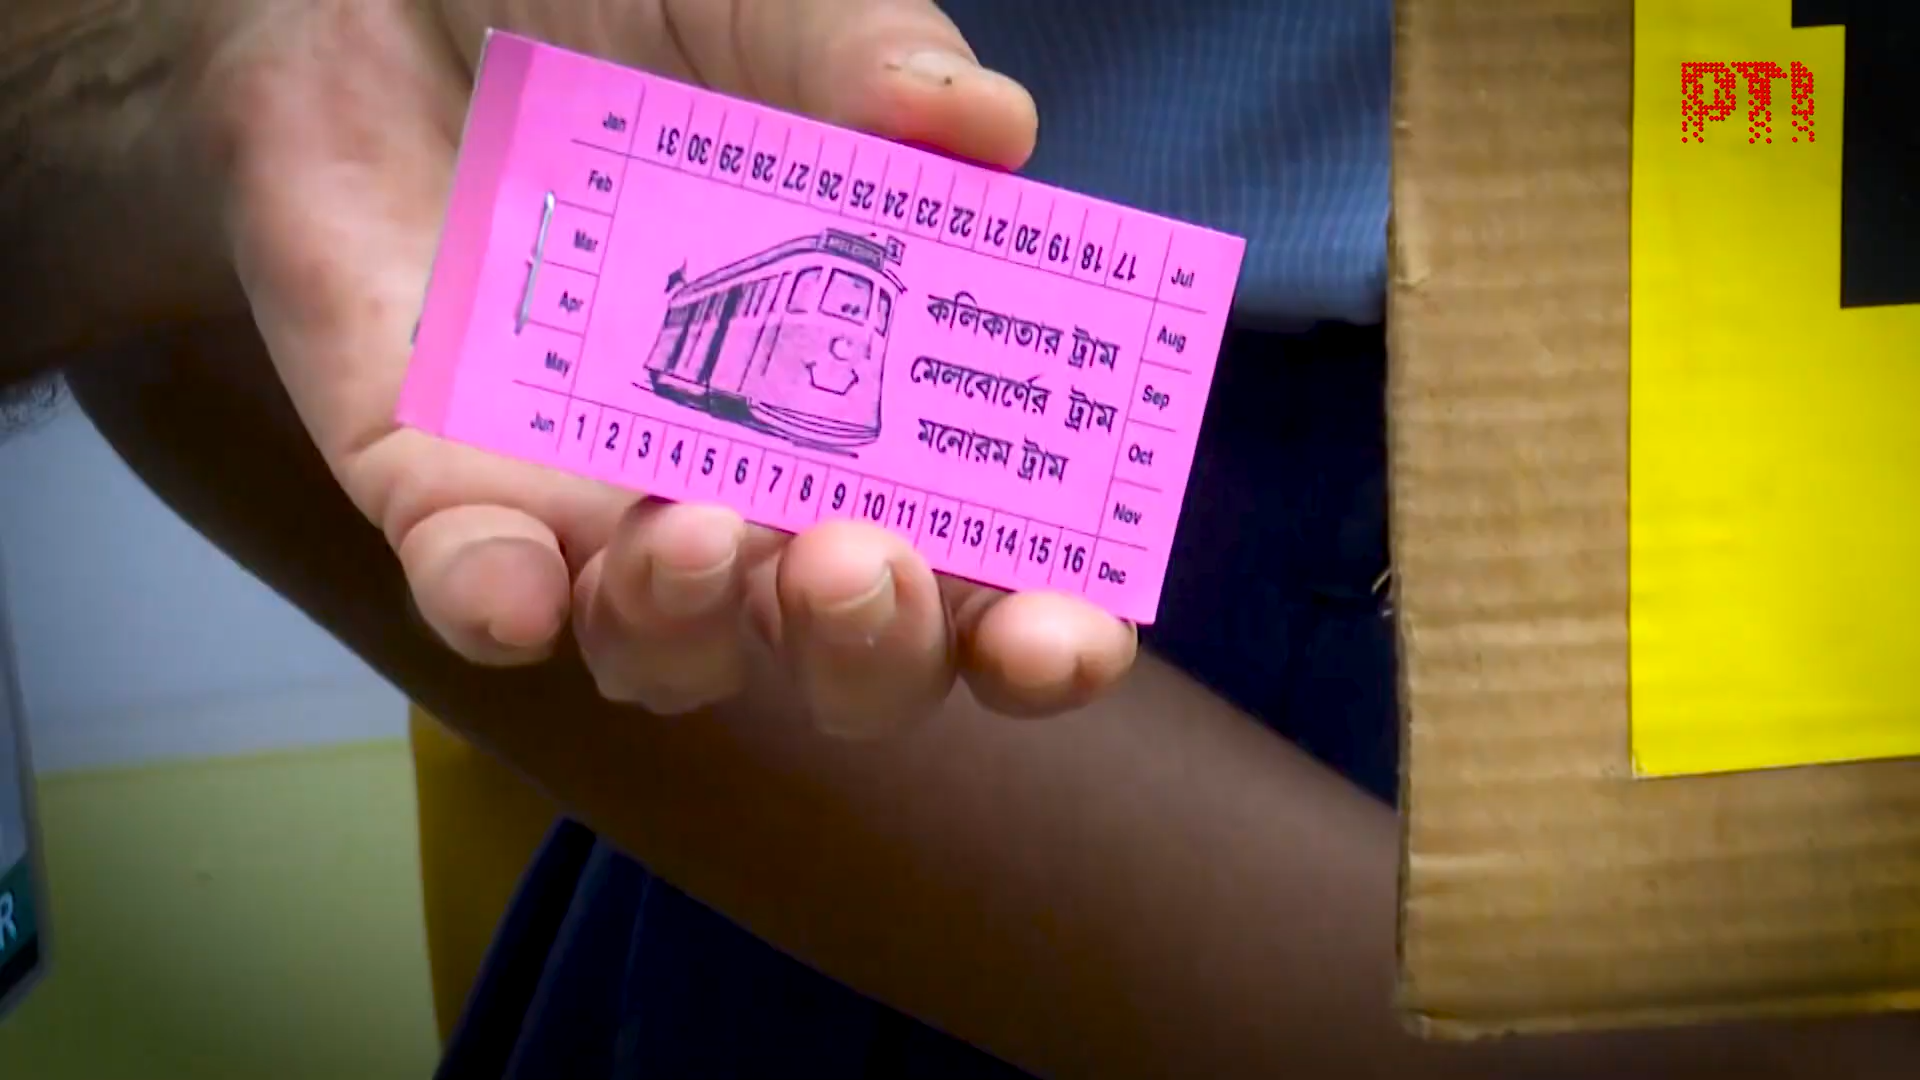 PTI
Jan 31 30 29 28 27 26 25 24 23 22 21 20 19 18 17 Jul
Feb
Mar
Apr
May
কলিকাতার ট্রাম
মেলবোর্ণের ট্রাম
মনোরম ট্রাম
Aug
Sep
Oct
Nov
Jun 1 2 3 4 5 6 7 8 9 10 11 12 13 14 15 16 Dec
R